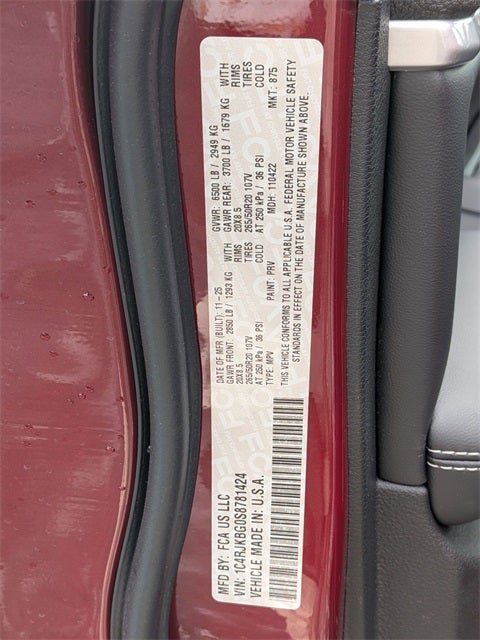 MFD BY: FCA US LLC
VIN: 1C4RJKBG0S8781424
VEHICLE MADE IN: U.S.A.
DATE OF MFR (BUILT): 11-25 GVWR: 6500 LB / 2949 KG
GAWR FRONT: 2850 LB / 1293 KG WITH GAWR REAR: 3700 LB / 1679 KG WITH
20X8.5 RIMS 20X8.5 RIMS
265/50R20 107V TIRES 265/50R20 107V TIRES
AT 250 kPa / 36 PSI COLD AT 250 kPa / 36 PSI COLD
TYPE: MPV PAINT: PRV MDH: 110422 MKT: 875
THIS VEHICLE CONFORMS TO ALL APPLICABLE U.S.A. FEDERAL MOTOR VEHICLE SAFETY
STANDARDS IN EFFECT ON THE DATE OF MANUFACTURE SHOWN ABOVE.